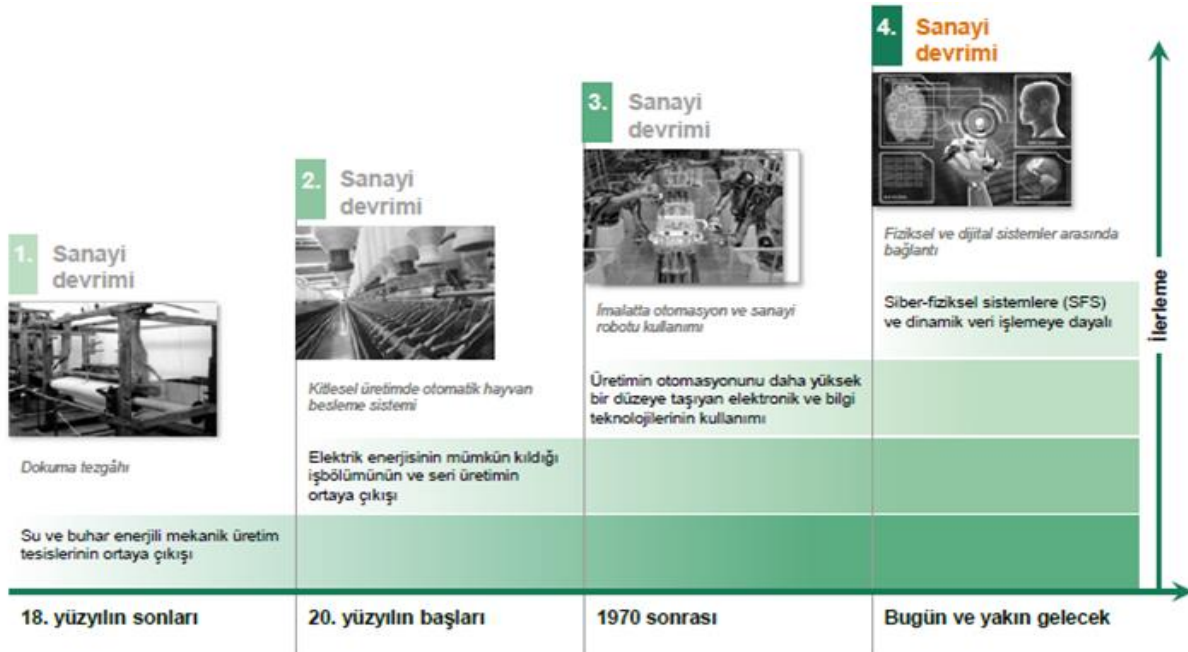 1. Sanayi
devrimi
Dokuma tezgâhı
Su ve buhar enerjili mekanik üretim
tesislerinin ortaya çıkışı
18. yüzyılın sonları
2. Sanayi
devrimi
Kitlesel üretimde otomatik hayvan
besleme sistemi
Elektrik enerjisinin mümkün kıldığı
işbölümünün ve seri üretimin
ortaya çıkışı
20. yüzyılın başları
3. Sanayi
devrimi
İmalatta otomasyon ve sanayi
robotu kullanımı
Üretimin otomasyonunu daha yüksek
bir düzeye taşıyan elektronik ve bilgi
teknolojilerinin kullanımı
1970 sonrası
4. Sanayi
devrimi
Fiziksel ve dijital sistemler arasında
bağlantı
Siber-fiziksel sistemlere (SFS)
ve dinamik veri işlemeye dayalı
Bugün ve yakın gelecek
İlerleme